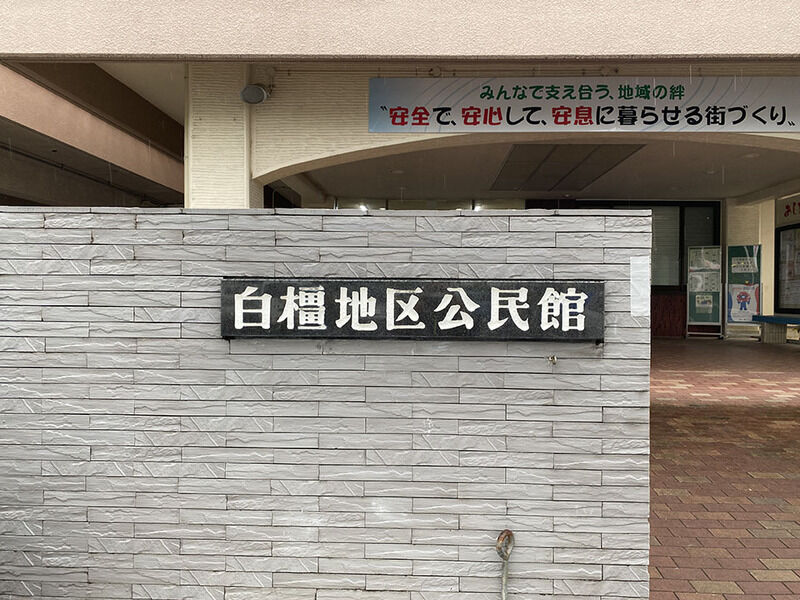 みんなで支え合う、地域の絆
〝安全で、安心して、安息に暮らせる街づくり〟
白橿地区公民館